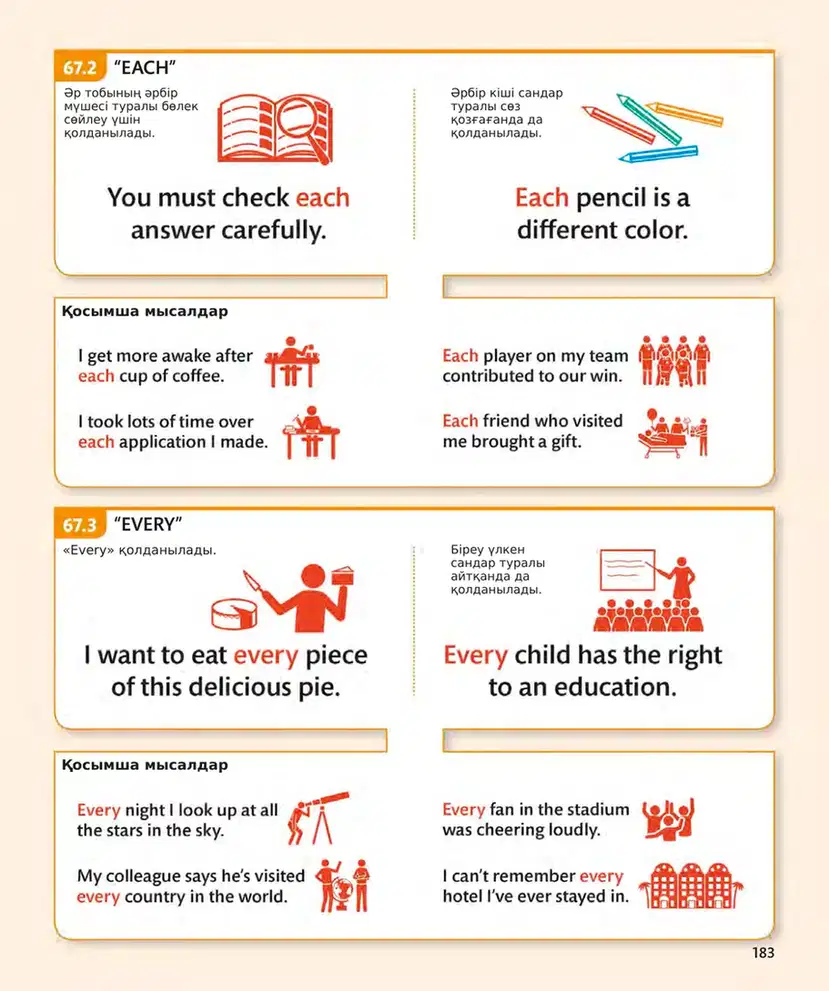 67.2 "EACH"
Әр тобының әрбір
мүшесі туралы бөлек
сөйлеу үшін
қолданылады.
You must check each
answer carefully.
Әрбір кіші сандар
туралы сөз
қозғағанда да
қолданылады.
Each pencil is a
different color.
Қосымша мысалдар
I get more awake after
each cup of coffee.
I took lots of time over
each application I made.
Each player on my team
contributed to our win.
Each friend who visited
me brought a gift.
67.3 "EVERY"
«Every» қолданылады.
I want to eat every piece
of this delicious pie.
Біреу үлкен
сандар туралы
айтқанда да
қолданылады.
Every child has the right
to an education.
Қосымша мысалдар
Every night I look up at all
the stars in the sky.
My colleague says he's visited
every country in the world.
Every fan in the stadium
was cheering loudly.
I can't remember every
hotel I've ever stayed in.
183